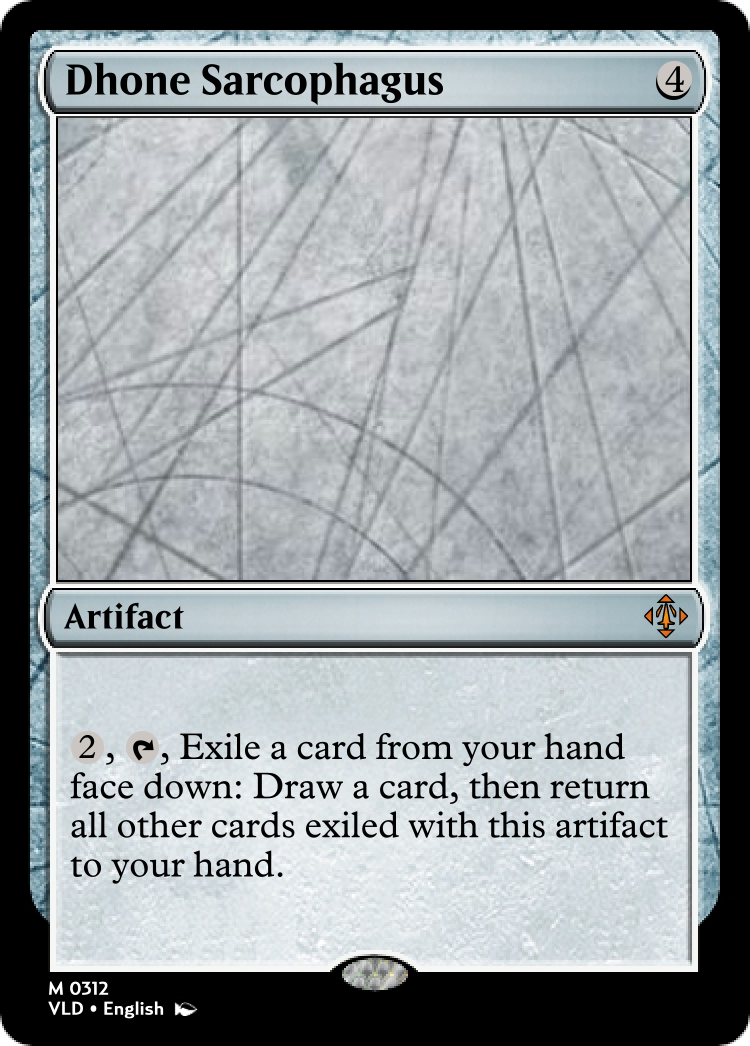 Dhone Sarcophagus 4
Artifact
2, , Exile a card from your hand
face down: Draw a card, then return
all other cards exiled with this artifact
to your hand.
M 0312
VLD • English